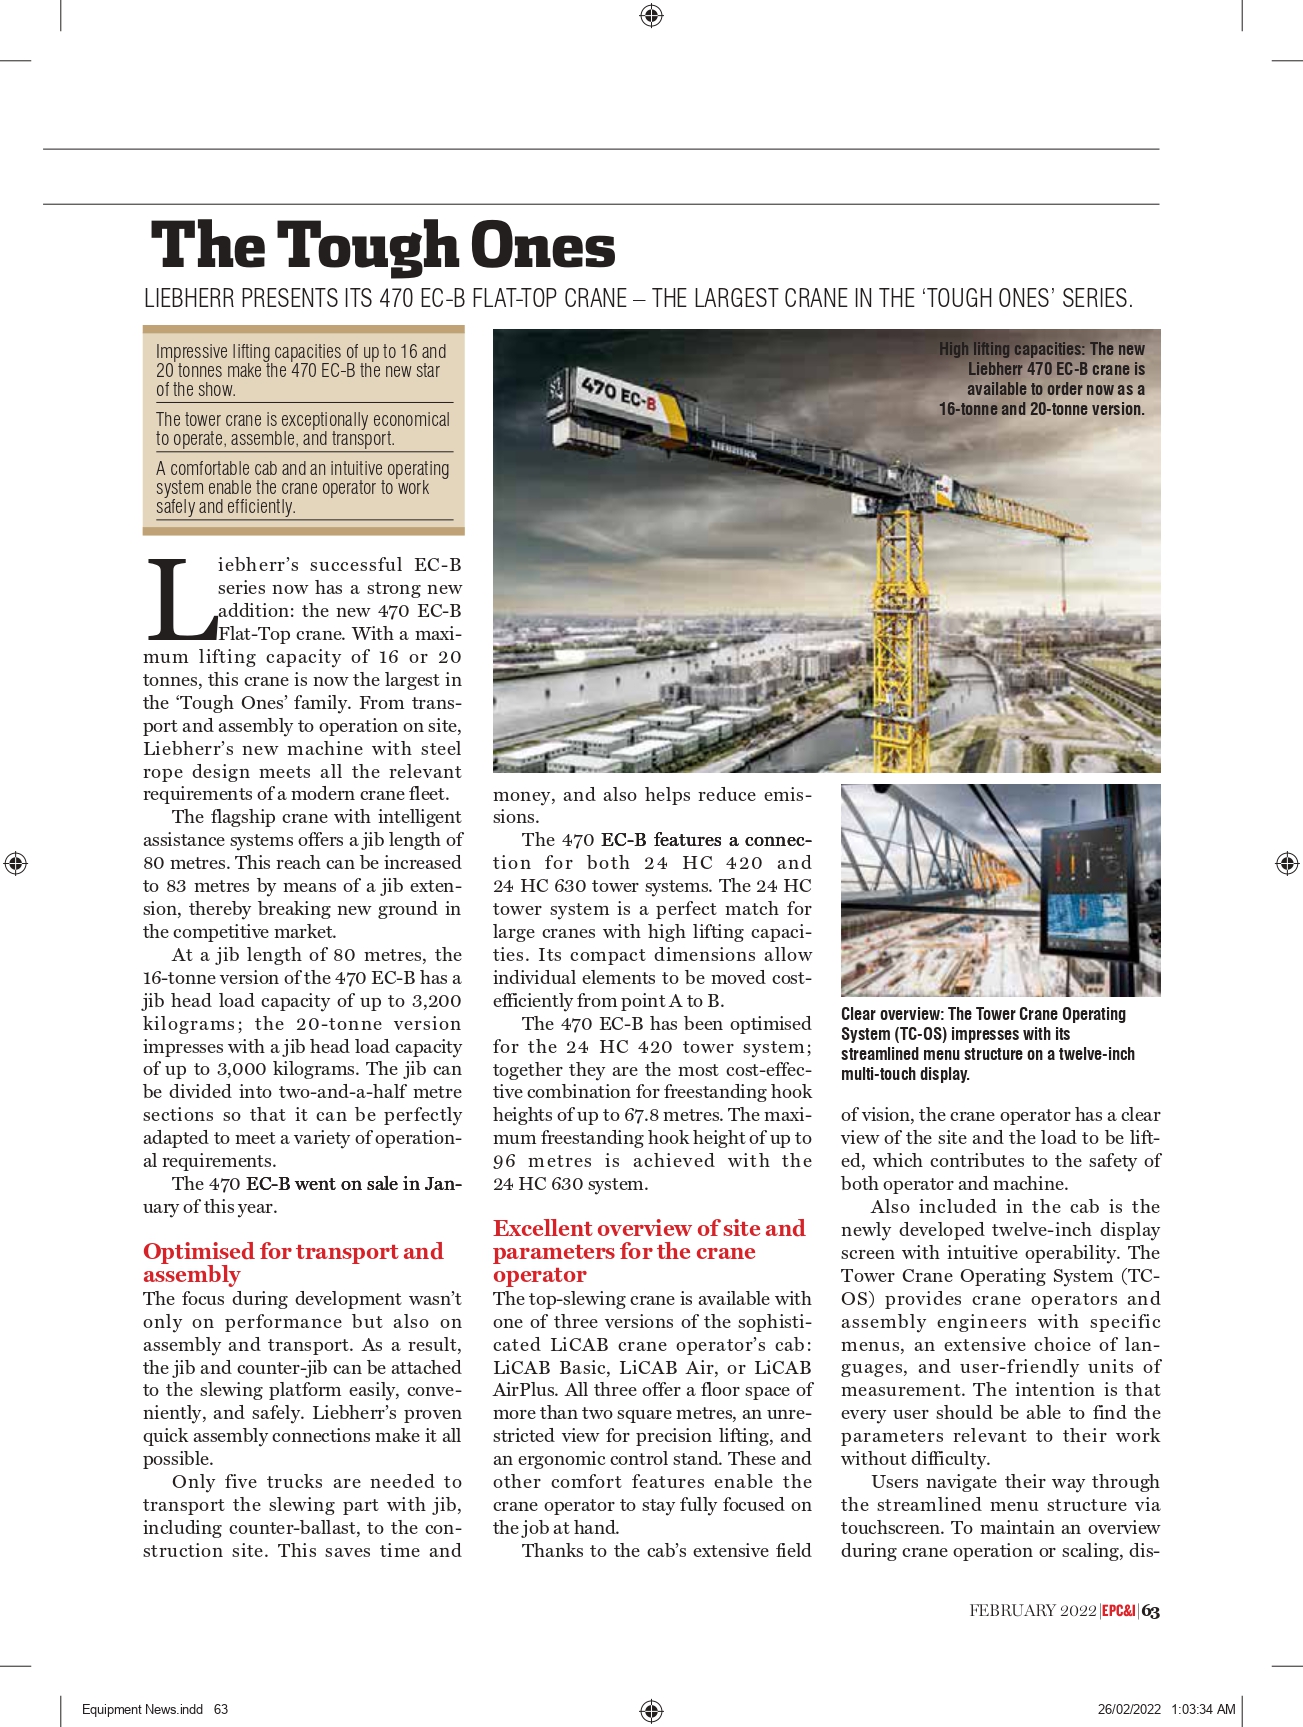 The Tough Ones
LIEBHERR PRESENTS ITS 470 EC-B FLAT-TOP CRANE – THE LARGEST CRANE IN THE ‘TOUGH ONES’ SERIES.
Impressive lifting capacities of up to 16 and
20 tonnes make the 470 EC-B the new star
of the show.
The tower crane is exceptionally economical
to operate, assemble, and transport.
A comfortable cab and an intuitive operating
system enable the crane operator to work
safely and efficiently.
High lifting capacities: The new
Liebherr 470 EC-B crane is
available to order now as a
16-tonne and 20-tonne version.
470 EC-B
LIEBHERR
Liebherr’s successful EC-B
series now has a strong new
addition: the new 470 EC-B
Flat-Top crane. With a maxi-
mum lifting capacity of 16 or 20
tonnes, this crane is now the largest in
the ‘Tough Ones’ family. From trans-
port and assembly to operation on site,
Liebherr’s new machine with steel
rope design meets all the relevant
requirements of a modern crane fleet.
The flagship crane with intelligent
assistance systems offers a jib length of
80 metres. This reach can be increased
to 83 metres by means of a jib exten-
sion, thereby breaking new ground in
the competitive market.
At a jib length of 80 metres, the
16-tonne version of the 470 EC-B has a
jib head load capacity of up to 3,200
kilograms; the 20-tonne version
impresses with a jib head load capacity
of up to 3,000 kilograms. The jib can
be divided into two-and-a-half metre
sections so that it can be perfectly
adapted to meet a variety of operation-
al requirements.
The 470 EC-B went on sale in Jan-
uary of this year.
Optimised for transport and
assembly
The focus during development wasn’t
only on performance but also on
assembly and transport. As a result,
the jib and counter-jib can be attached
to the slewing platform easily, conve-
niently, and safely. Liebherr’s proven
quick assembly connections make it all
possible.
Only five trucks are needed to
transport the slewing part with jib,
including counter-ballast, to the con-
struction site. This saves time and
money, and also helps reduce emis-
sions.
The 470 EC-B features a connec-
tion for both 24 HC 420 and
24 HC 630 tower systems. The 24 HC
tower system is a perfect match for
large cranes with high lifting capaci-
ties. Its compact dimensions allow
individual elements to be moved cost-
efficiently from point A to B.
The 470 EC-B has been optimised
for the 24 HC 420 tower system;
together they are the most cost-effec-
tive combination for freestanding hook
heights of up to 67.8 metres. The maxi-
mum freestanding hook height of up to
96 metres is achieved with the
24 HC 630 system.
Excellent overview of site and
parameters for the crane
operator
The top-slewing crane is available with
one of three versions of the sophisti-
cated LiCAB crane operator’s cab:
LiCAB Basic, LiCAB Air, or LiCAB
AirPlus. All three offer a floor space of
more than two square metres, an unre-
stricted view for precision lifting, and
an ergonomic control stand. These and
other comfort features enable the
crane operator to stay fully focused on
the job at hand.
Thanks to the cab’s extensive field
Clear overview: The Tower Crane Operating
System (TC-OS) impresses with its
streamlined menu structure on a twelve-inch
multi-touch display.
of vision, the crane operator has a clear
view of the site and the load to be lift-
ed, which contributes to the safety of
both operator and machine.
Also included in the cab is the
newly developed twelve-inch display
screen with intuitive operability. The
Tower Crane Operating System (TC-
OS) provides crane operators and
assembly engineers with specific
menus, an extensive choice of lan-
guages, and user-friendly units of
measurement. The intention is that
every user should be able to find the
parameters relevant to their work
without difficulty.
Users navigate their way through
the streamlined menu structure via
touchscreen. To maintain an overview
during crane operation or scaling, dis-
FEBRUARY 2022 |EPC&I| 63
Equipment News.indd 63
26/02/2022 1:03:34 AM